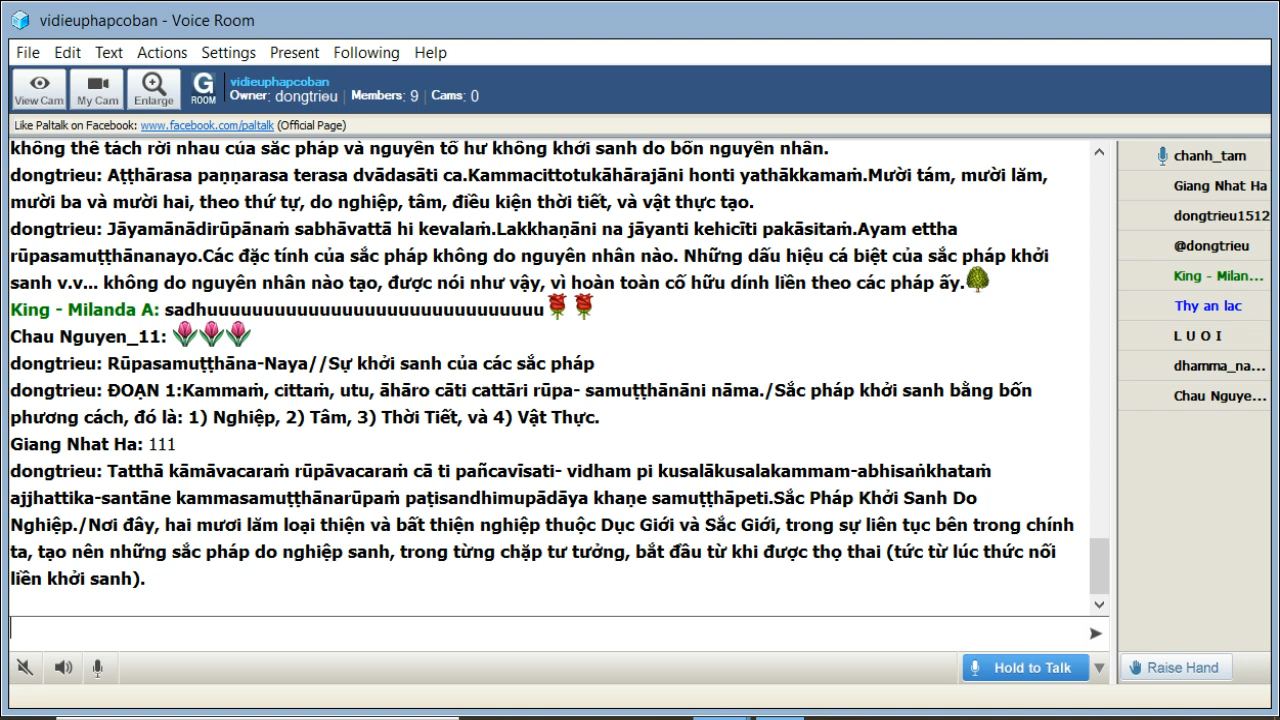 vidieuphapcoban - Voice Room
File Edit Text Actions Settings Present Following Help
View Cam My Cam Enlarge G ROOM
vidieuphapcoban
Owner: dongtrieu | Members: 9 | Cams: 0
Like Paltalk on Facebook: www.facebook.com/paltalk (Official Page)
không thể tách rời nhau của sắc pháp và nguyên tố hư không khởi sanh do bốn nguyên nhân.
dongtrieu: Aṭṭhārasa paṇṇarasa terasa dvādasāti ca.Kammacittotukāhārajāni honti yathākkamaṁ.Mười tám, mười lăm,
mười ba và mười hai, theo thứ tự, do nghiệp, tâm, điều kiện thời tiết, và vật thực tạo.
dongtrieu: Jāyamānādirūpānaṁ sabhāvattā hi kevalaṁ.Lakkhaṇāni na jāyanti kehicīti pakāsitaṁ.Ayam ettha
rūpasamuṭṭhānanayo.Các đặc tính của sắc pháp không do nguyên nhân nào. Những dấu hiệu cá biệt của sắc pháp khởi
sanh v.v... không do nguyên nhân nào tạo, được nói như vậy, vì hoàn toàn cố hữu dính liền theo các pháp ấy.
King - Milanda A: sadhuuuuuuuuuuuuuuuuuuuuuuuuuuuuu
Chau Nguyen_11:
dongtrieu: Rūpasamuṭṭhāna-Naya//Sự khởi sanh của các sắc pháp
dongtrieu: ĐOẠN 1:Kammaṁ, cittaṁ, utu, āhāro cāti cattāri rūpa- samuṭṭhānāni nāma./Sắc pháp khởi sanh bằng bốn
phương cách, đó là: 1) Nghiệp, 2) Tâm, 3) Thời Tiết, và 4) Vật Thực.
Giang Nhat Ha: 111
dongtrieu: Tatthā kāmāvacaraṁ rūpāvacaraṁ cā ti pañcavīsati- vidham pi kusalākusalakammam-abhisaṅkhataṁ
ajjhattika-santāne kammasamuṭṭhānarūpaṁ paṭisandhimupādāya khaṇe samuṭṭhāpeti.Sắc Pháp Khởi Sanh Do
Nghiệp./Nơi đây, hai mươi lăm loại thiện và bất thiện nghiệp thuộc Dục Giới và Sắc Giới, trong sự liên tục bên trong chính
ta, tạo nên những sắc pháp do nghiệp sanh, trong từng chặp tư tưởng, bắt đầu từ khi được thọ thai (tức từ lúc thức nối
liền khởi sanh).
chanh_tam
Giang Nhat Ha
dongtrieu1512
@dongtrieu
King - Milan...
Thy an lac
L U O I
dhamma_na...
Chau Nguye...
Hold to Talk
Raise Hand